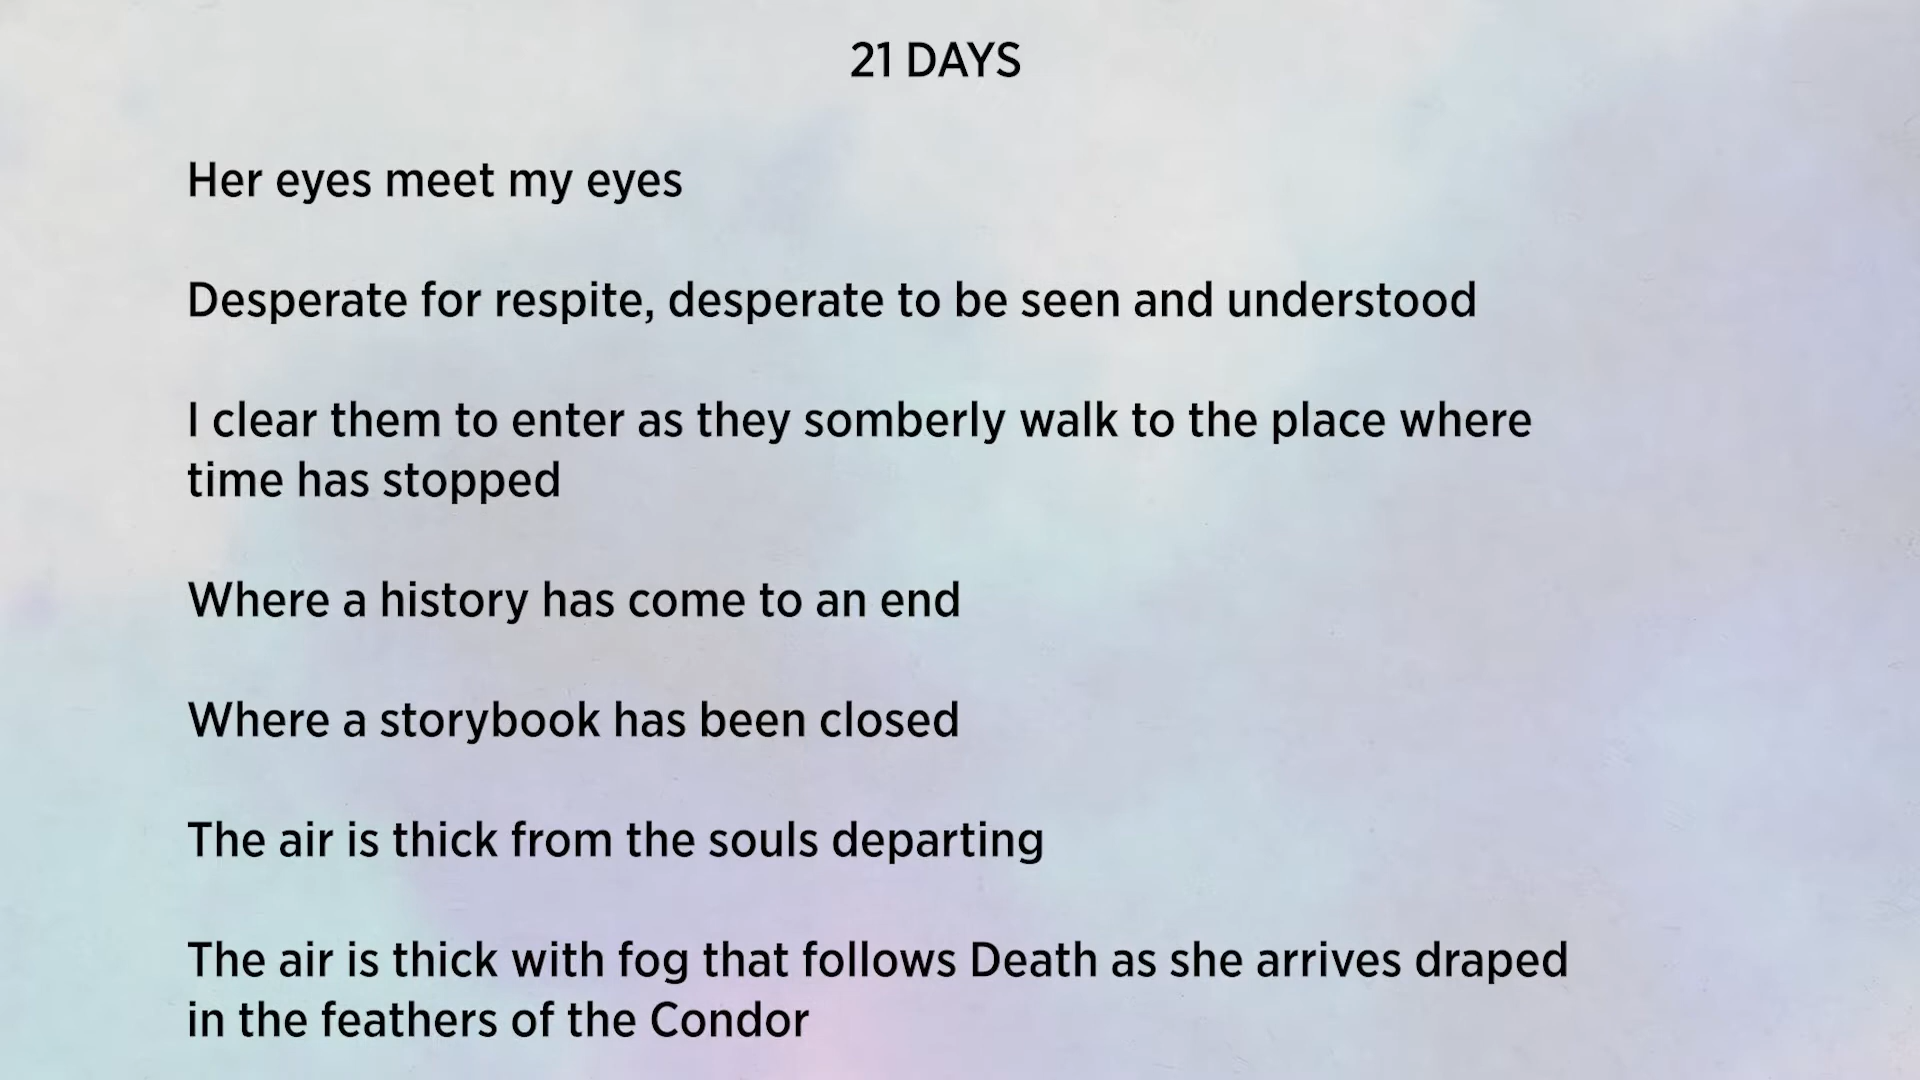 21 DAYS
Her eyes meet my eyes
Desperate for respite, desperate to be seen and understood
I clear them to enter as they somberly walk to the place where
time has stopped
Where a history has come to an end
Where a storybook has been closed
The air is thick from the souls departing
The air is thick with fog that follows Death as she arrives draped
in the feathers of the Condor